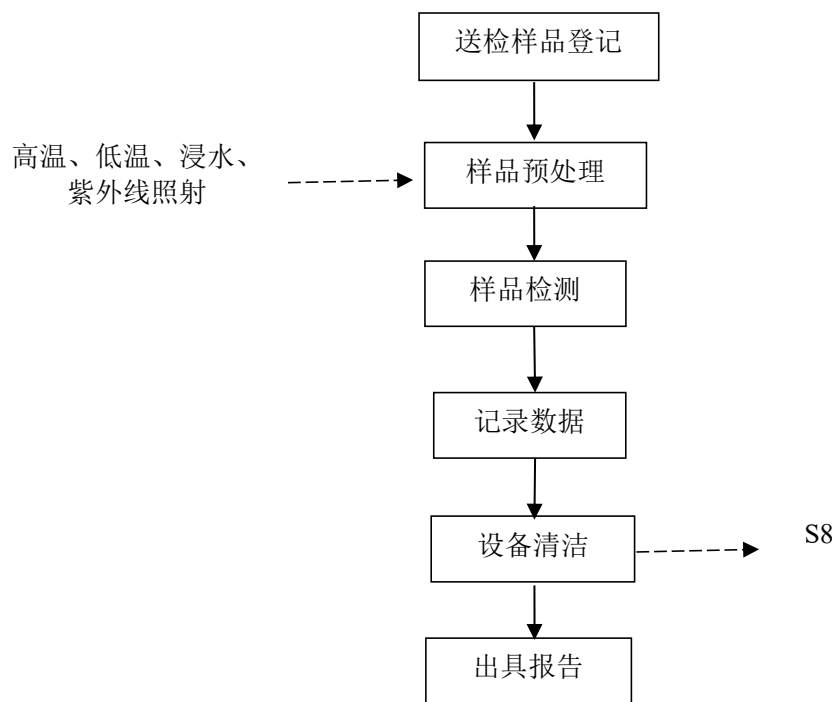 送检样品登记
高温、低温、浸水、
紫外线照射
样品预处理
样品检测
记录数据
设备清洁
S8
出具报告